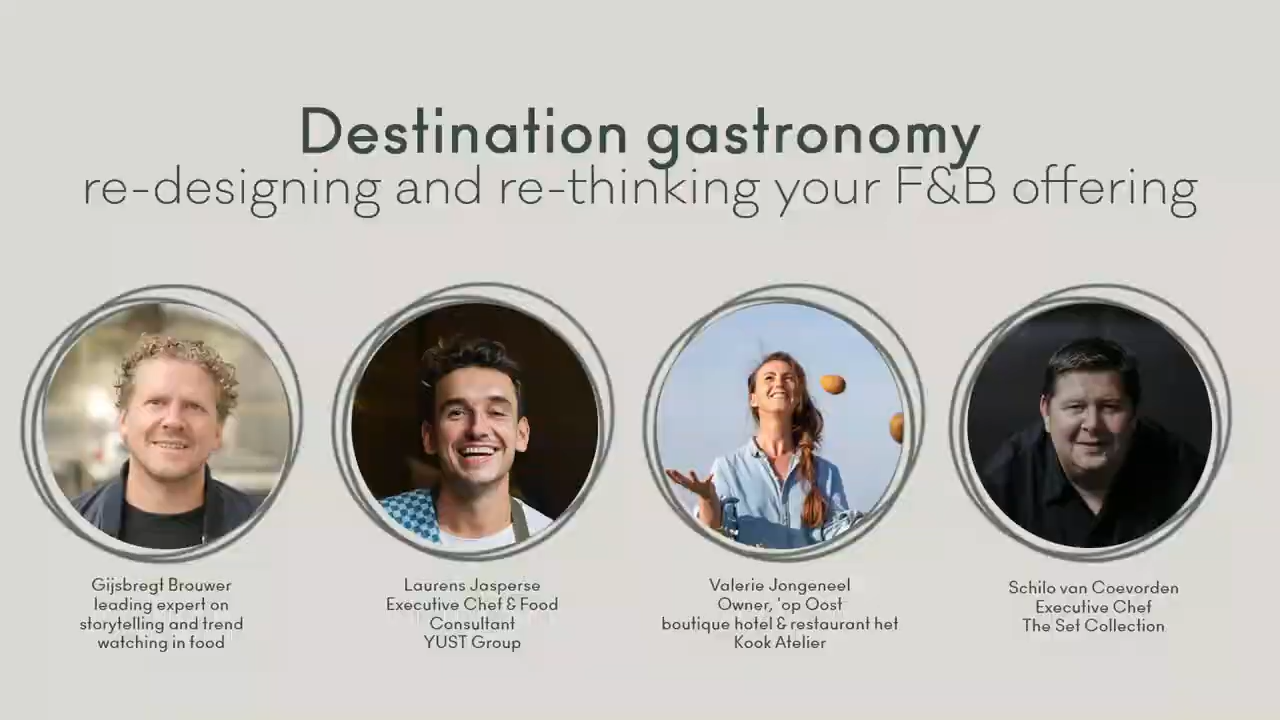 Destination gastronomy
re-designing and re-thinking your F&B offering
Gijsbregt Brouwer
leading expert on
storytelling and trend
watching in food
Laurens Jasperse
Executive Chef & Food
Consultant
YUST Group
Valerie Jongeneel
Owner, 'op Oost
boutique hotel & restaurant het
Kook Atelier
Schilo van Coevorden
Executive Chef
The Set Collection